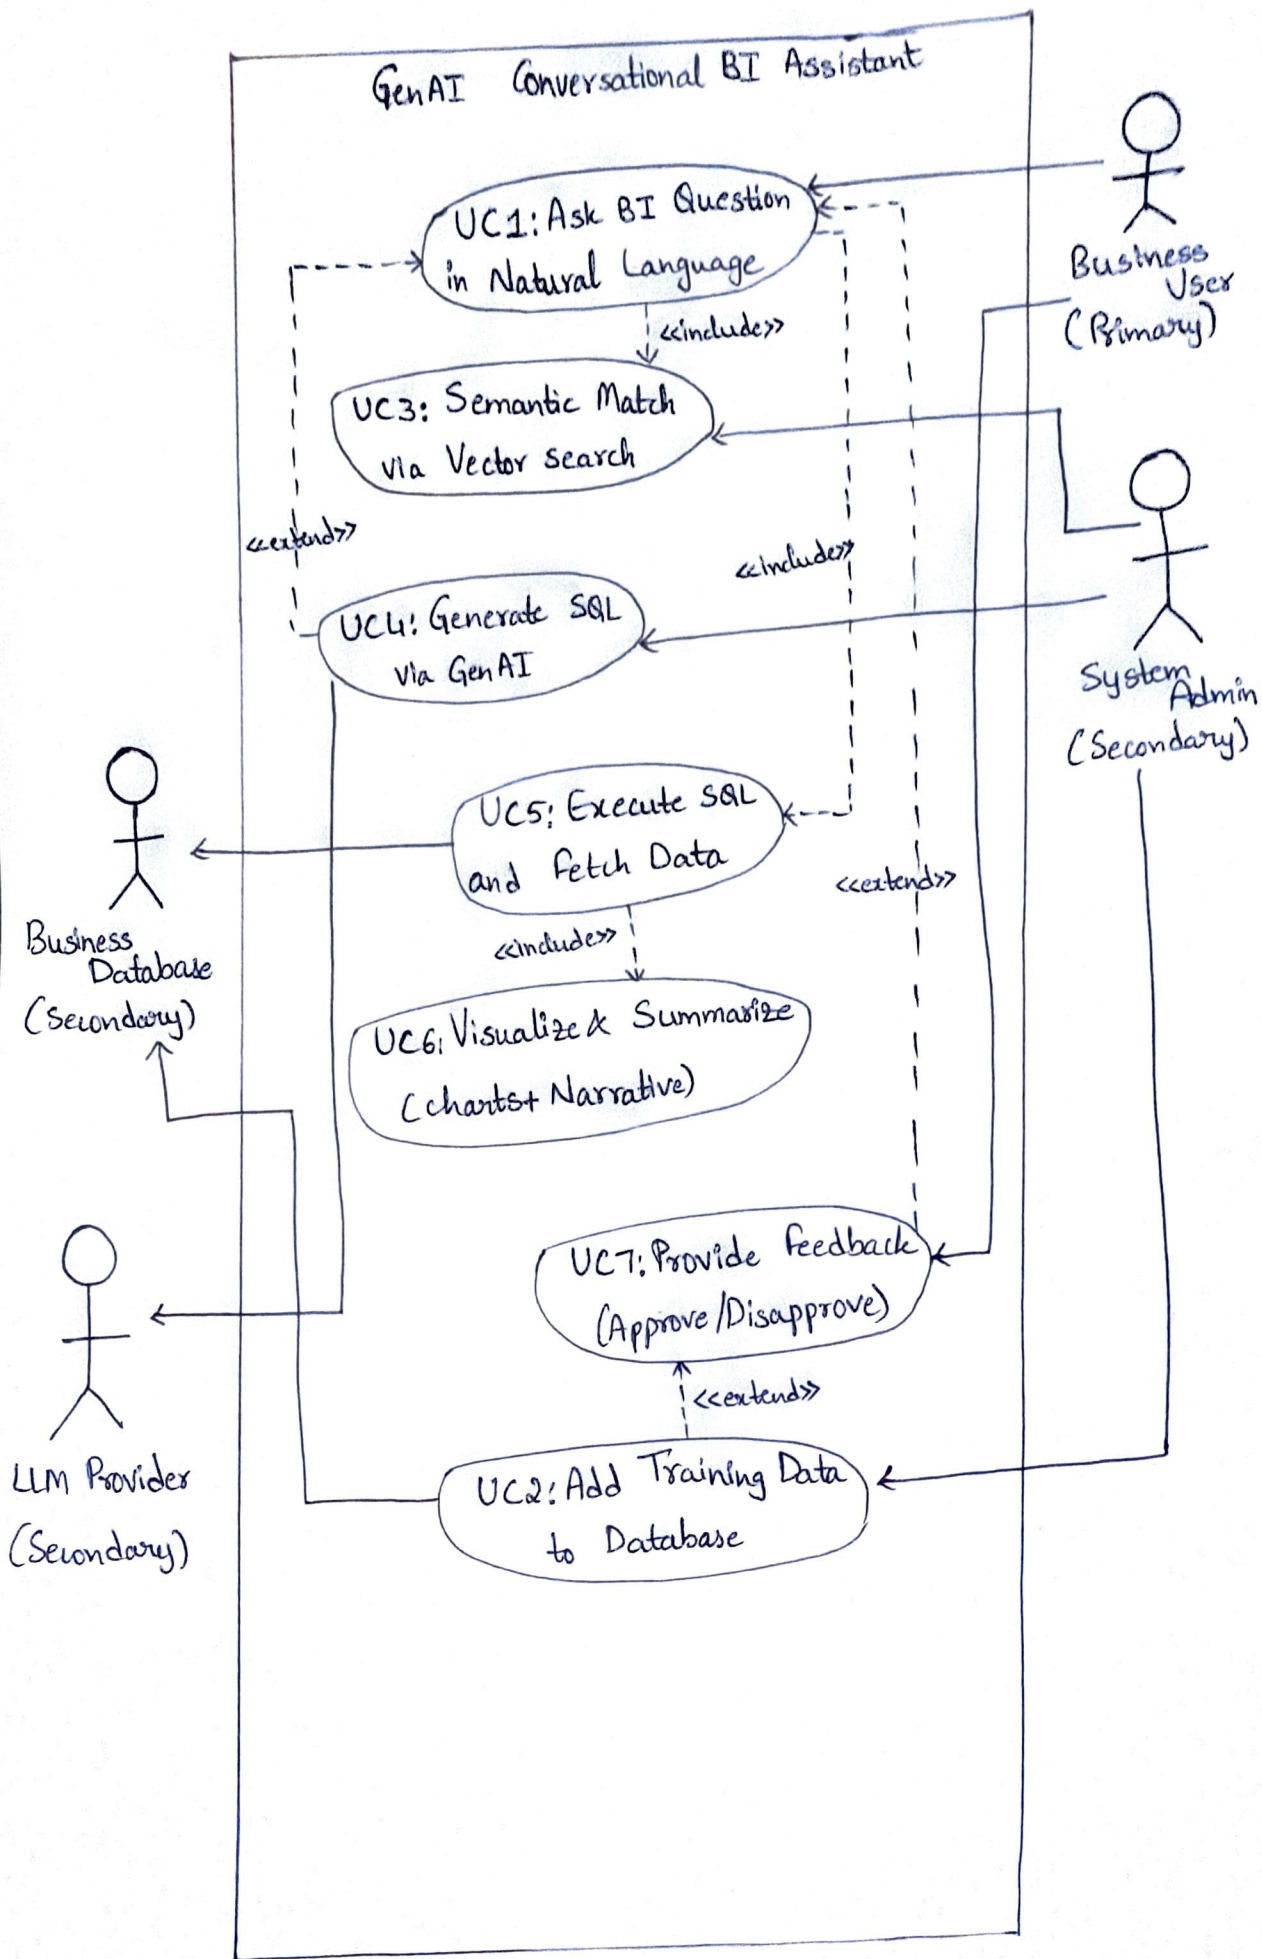 GenAI Conversational BI Assistant
UC1: Ask BI Question
in Natural Language
Business
User
(Primary)
<<include>>
UC3: Semantic Match
via Vector search
<<extend>>
<<include>>
UC4: Generate SQL
via GenAI
System
Admin
(Secondary)
UC5: Execute SQL
and Fetch Data
<<extend>>
<<include>>
Business
Database
(Secondary)
UC6: Visualize & Summarize
(charts+ Narrative)
UC7: Provide Feedback
(Approve/Disapprove)
<<extend>>
LLM Provider
(Secondary)
UC2: Add Training Data
to Database